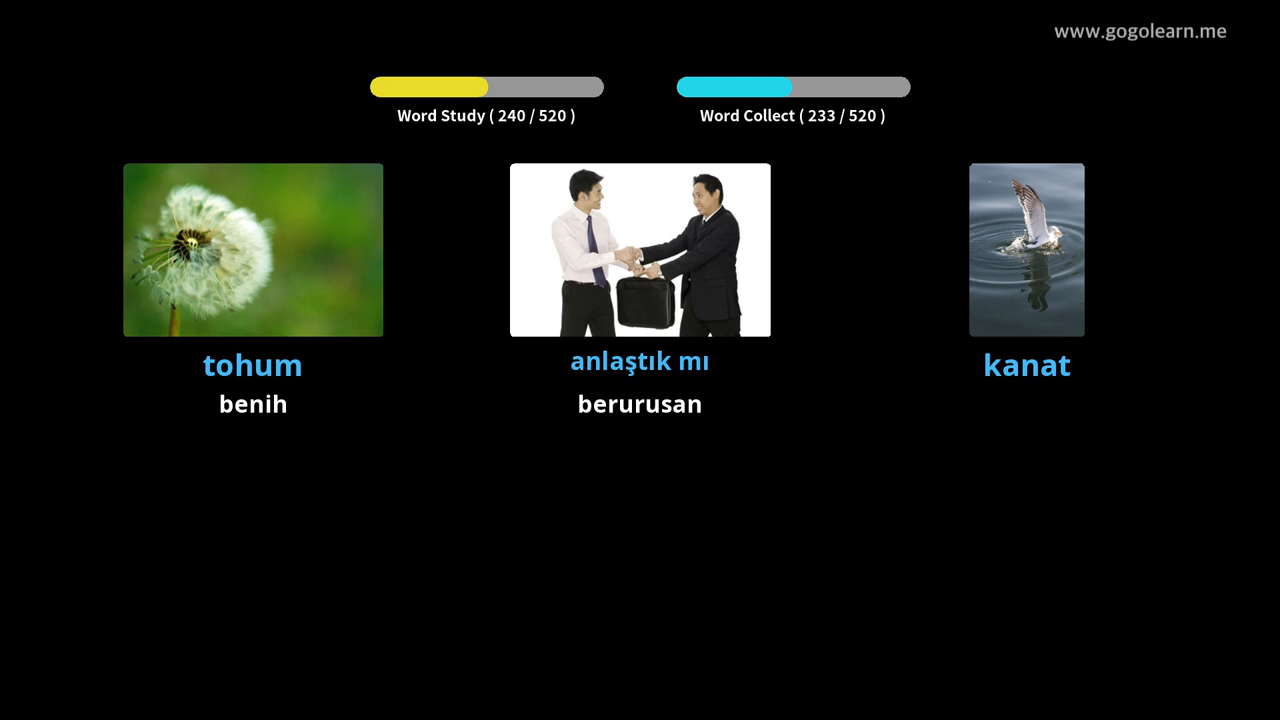 www.gogolearn.me
Word Study ( 240 / 520 )
Word Collect ( 233 / 520 )
tohum
anlaştık mı
kanat
benih
berurusan